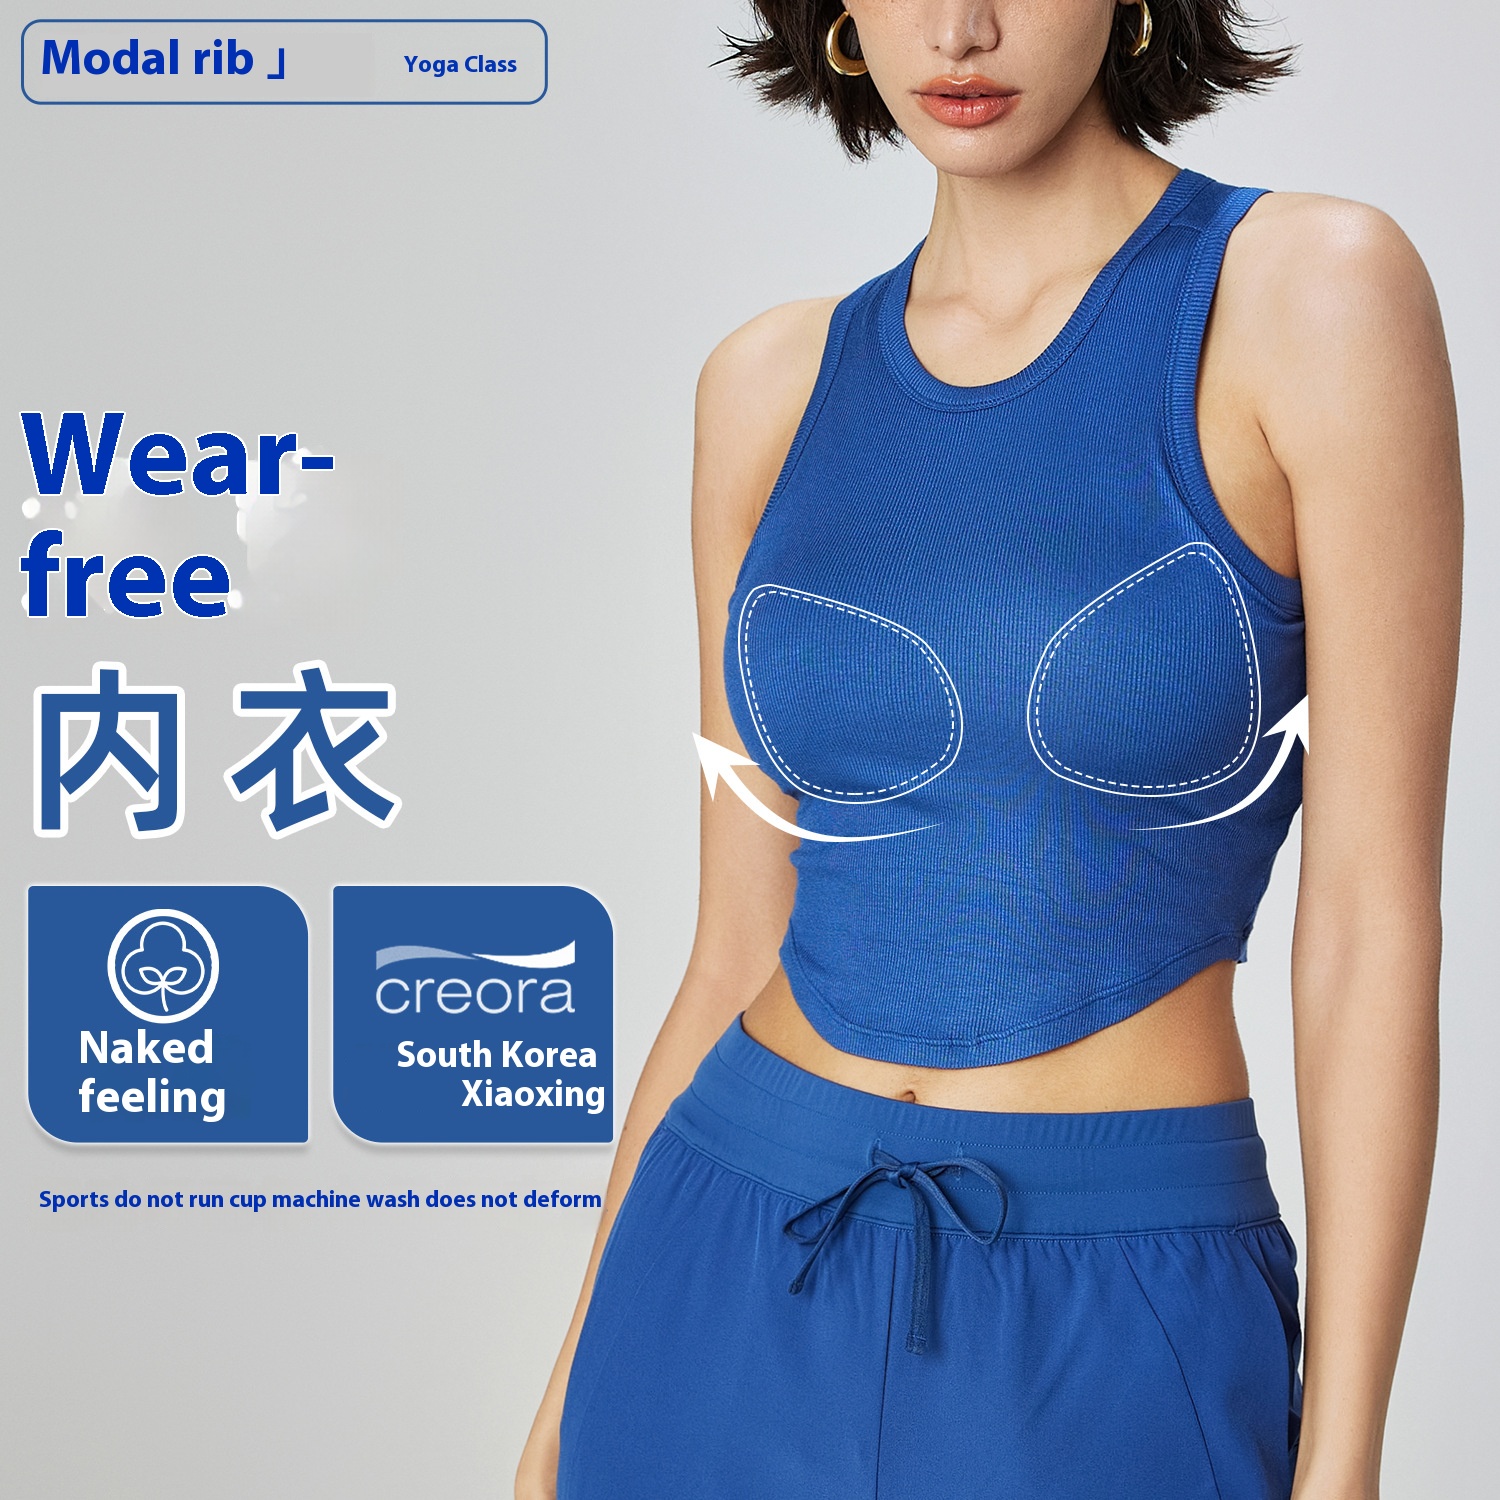 Modal rib 」
Yoga Class
Wear-
free
内衣
Naked
feeling
creora
South Korea
Xiaoxing
Sports do not run cup machine wash does not deform